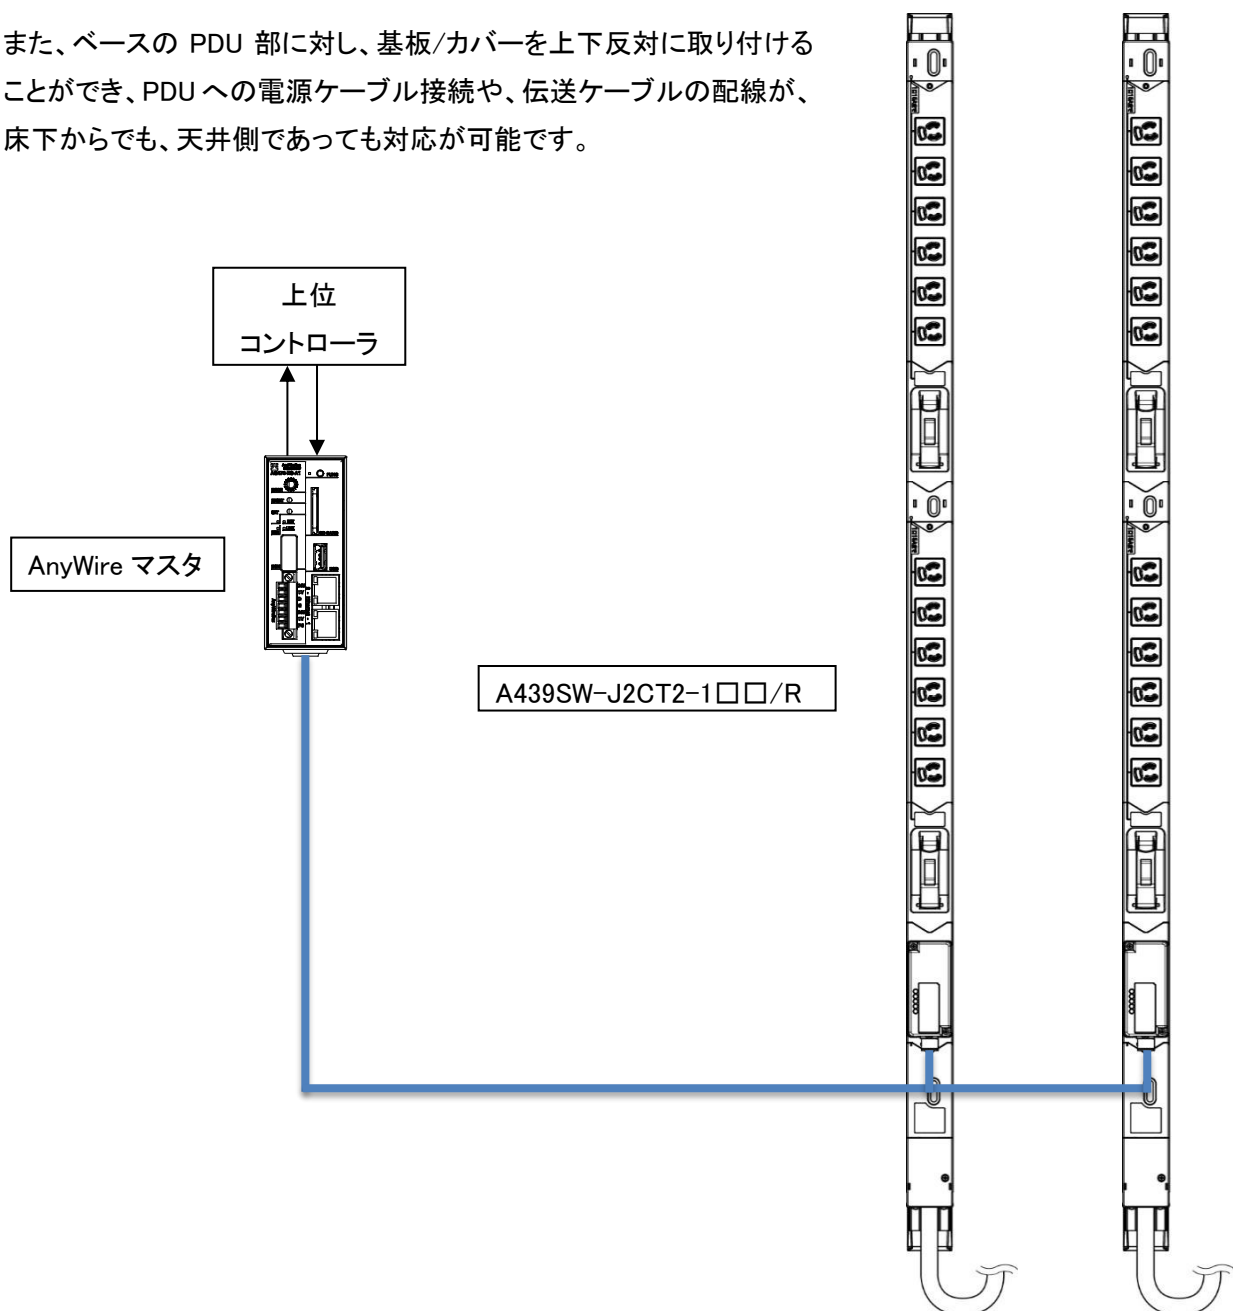 また、ベースの PDU 部に対し、基板/カバーを上下反対に取り付ける
ことができ、PDU への電源ケーブル接続や、伝送ケーブルの配線が、
床下からでも、天井側であっても対応が可能です。
上位
コントローラ
AnyWire マスタ
A439SW-J2CT2-1□□/R